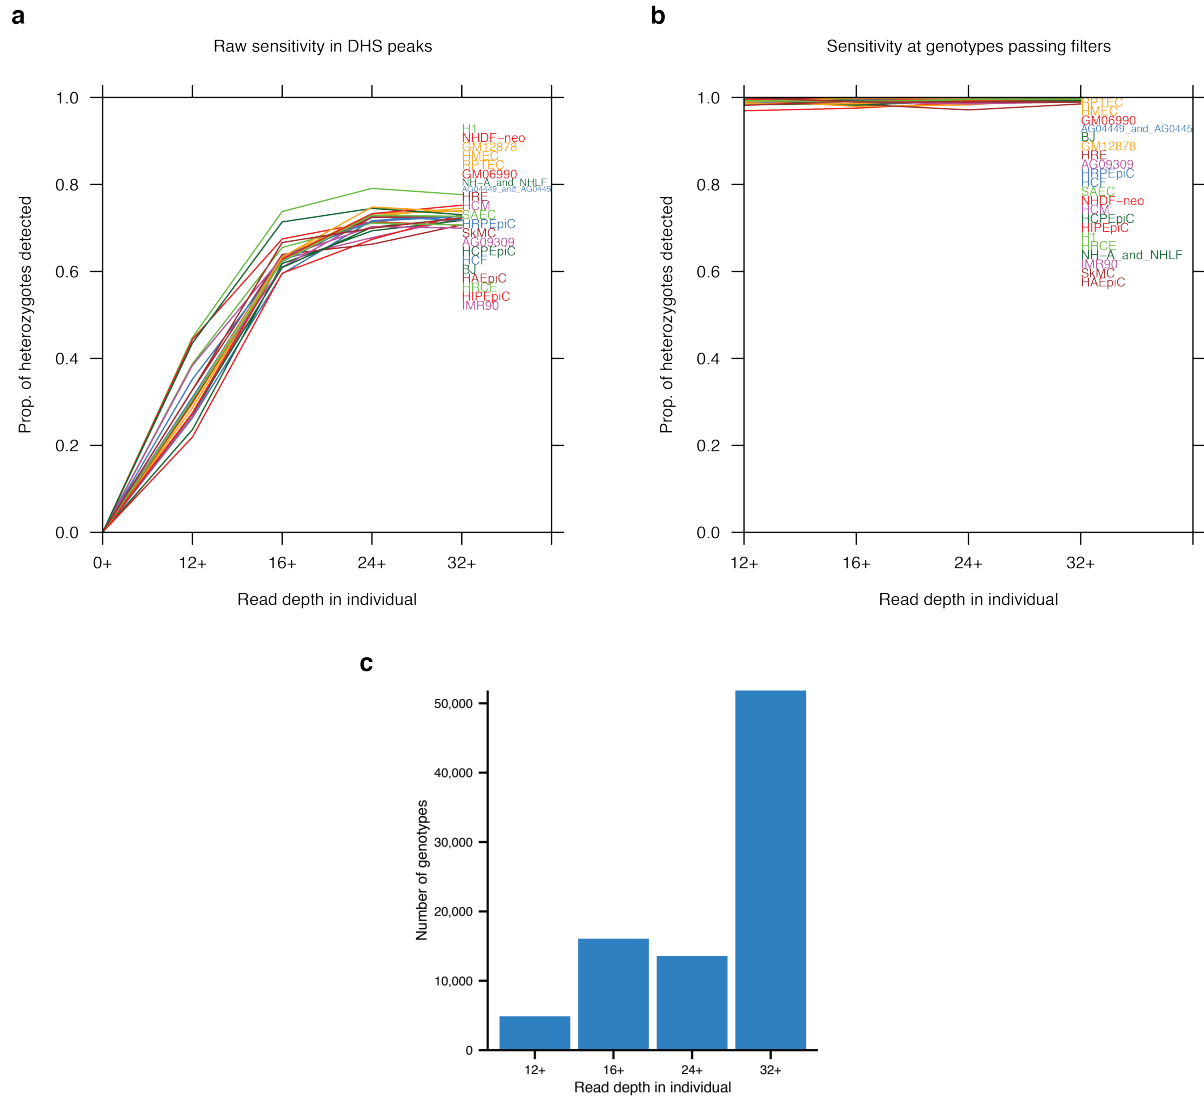 a
Raw sensitivity in DHS peaks
Prop. of heterozygotes detected
1.0
0.8
0.6
0.4
0.2
0.0
0+
12+
16+
24+
32+
Read depth in individual
H1
NHDF-neo
GM12878
HMEC
RPTEC
GM06990
NH-A_and_NHLF
AG04449_and_AG0445
HRE
HCM
SAEC
HRPEpiC
SkMC
AG09309
HCPEpiC
HCF
BJ
HAEpiC
HRCE
HIPEpiC
IMR90
b
Sensitivity at genotypes passing filters
Prop. of heterozygotes detected
1.0
0.8
0.6
0.4
0.2
0.0
12+
16+
24+
32+
Read depth in individual
RPTEC
HMEC
GM06990
AG04449_and_AG0445
BJ
GM12878
HRE
AG09309
HRPEpiC
HCF
SAEC
NHDF-neo
HCM
HCPEpiC
HIPEpiC
H1
HRCE
NH-A_and_NHLF
IMR90
SkMC
HAEpiC
c
Number of genotypes
50,000
40,000
30,000
20,000
10,000
0
12+
16+
24+
32+
Read depth in individual